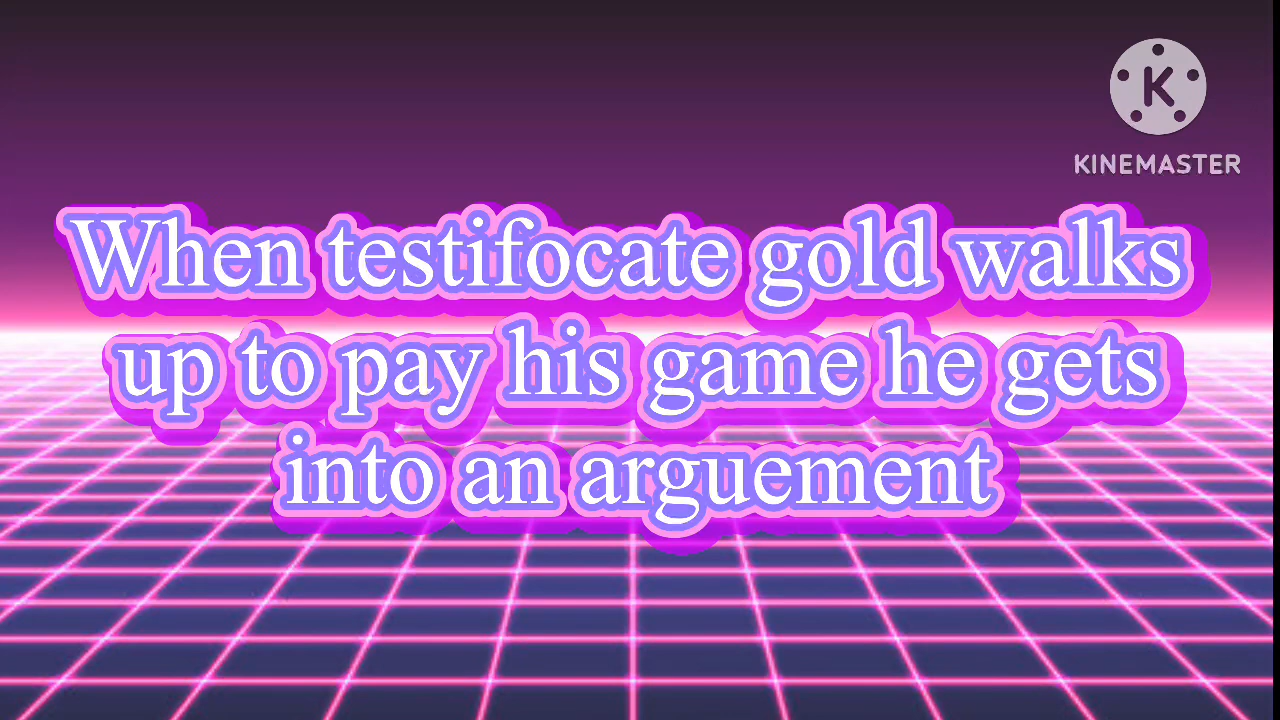 K
KINEMASTER
When testifocate gold walks
up to pay his game he gets
into an arguement